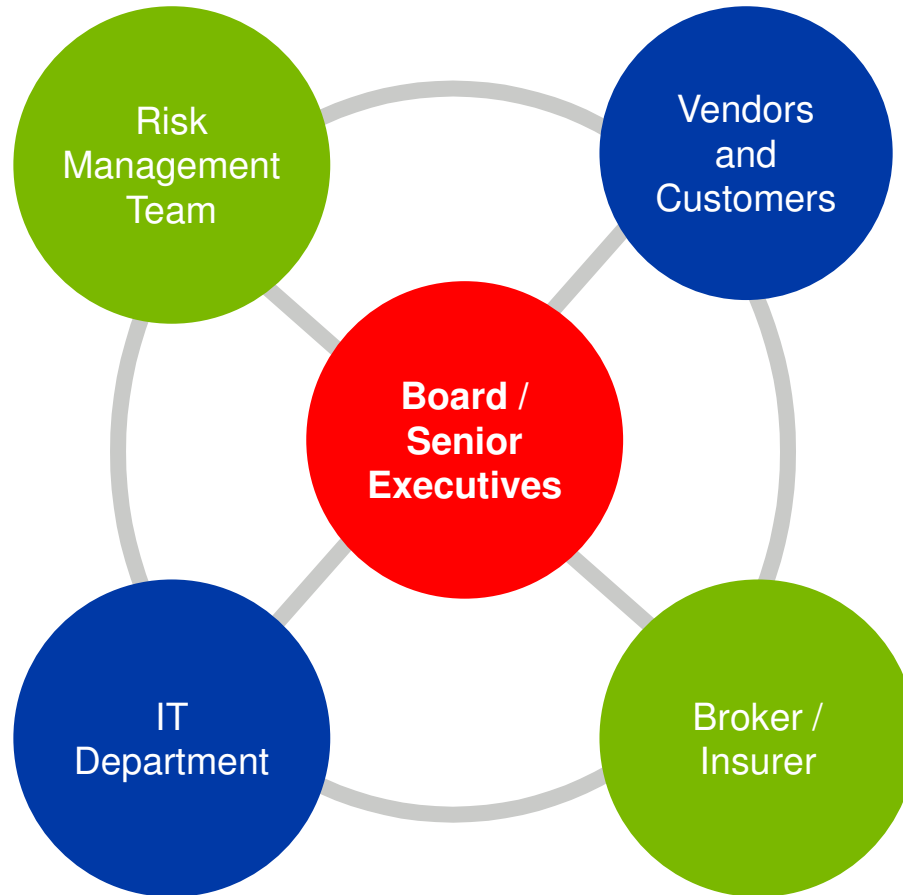 Risk
Management
Team
Vendors
and
Customers
Board /
Senior
Executives
IT
Department
Broker /
Insurer